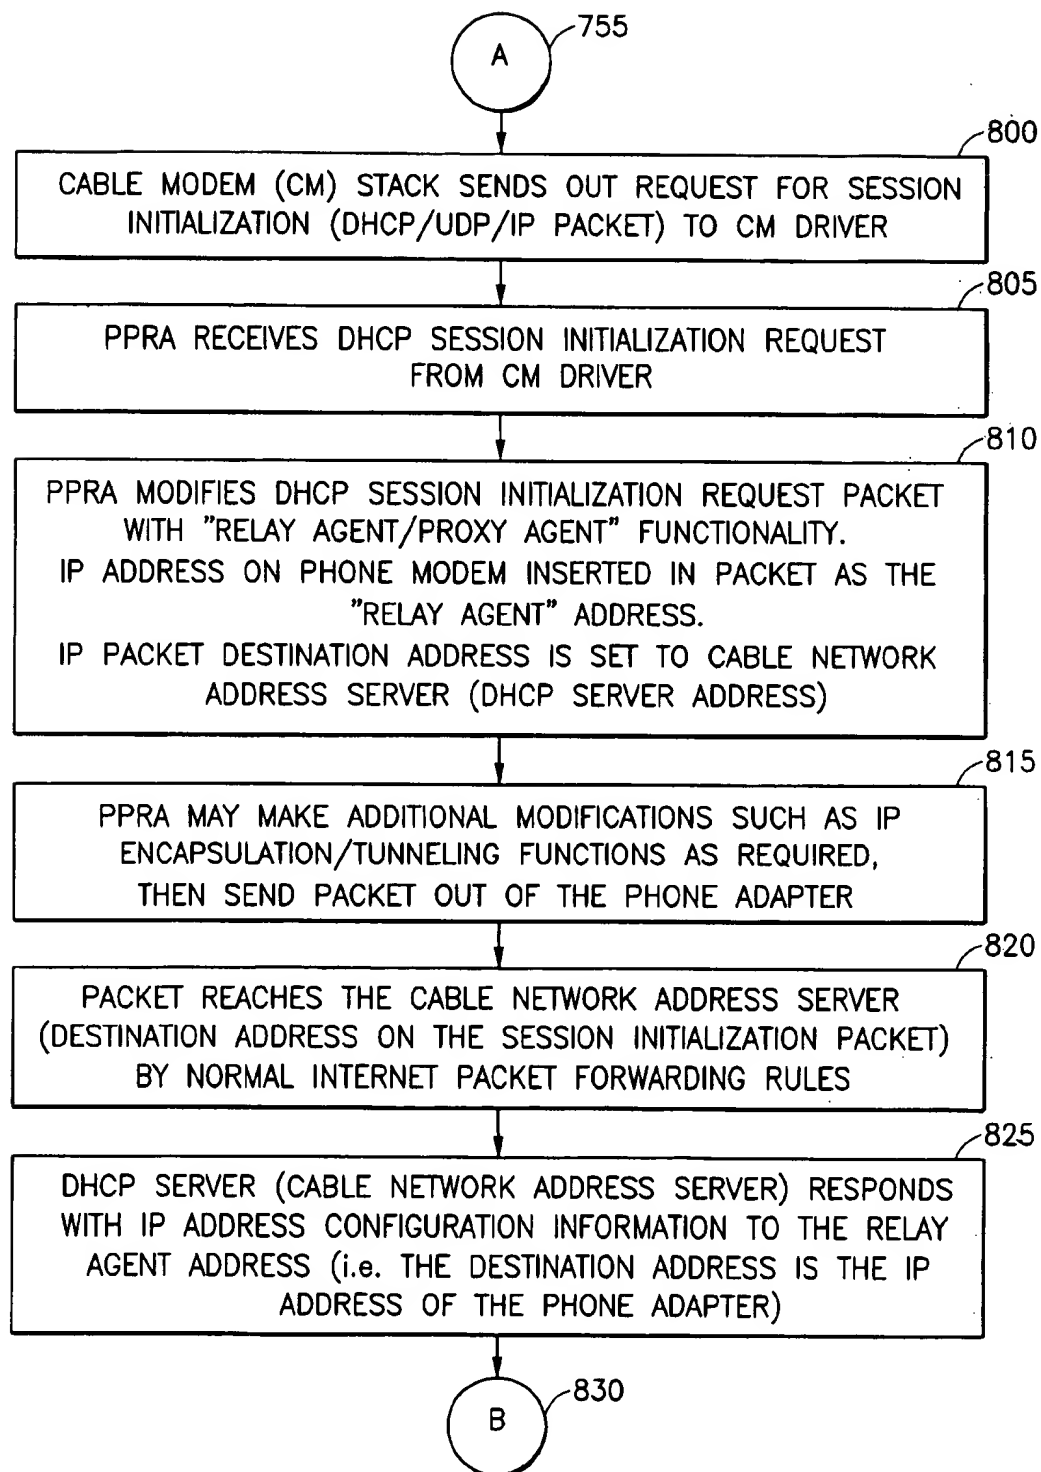 A
755
800
CABLE MODEM (CM) STACK SENDS OUT REQUEST FOR SESSION
INITIALIZATION (DHCP/UDP/IP PACKET) TO CM DRIVER
805
PPRA RECEIVES DHCP SESSION INITIALIZATION REQUEST
FROM CM DRIVER
810
PPRA MODIFIES DHCP SESSION INITIALIZATION REQUEST PACKET
WITH "RELAY AGENT/PROXY AGENT" FUNCTIONALITY.
IP ADDRESS ON PHONE MODEM INSERTED IN PACKET AS THE
"RELAY AGENT" ADDRESS.
IP PACKET DESTINATION ADDRESS IS SET TO CABLE NETWORK
ADDRESS SERVER (DHCP SERVER ADDRESS)
815
PPRA MAY MAKE ADDITIONAL MODIFICATIONS SUCH AS IP
ENCAPSULATION/TUNNELING FUNCTIONS AS REQUIRED,
THEN SEND PACKET OUT OF THE PHONE ADAPTER
820
PACKET REACHES THE CABLE NETWORK ADDRESS SERVER
(DESTINATION ADDRESS ON THE SESSION INITIALIZATION PACKET)
BY NORMAL INTERNET PACKET FORWARDING RULES
825
DHCP SERVER (CABLE NETWORK ADDRESS SERVER) RESPONDS
WITH IP ADDRESS CONFIGURATION INFORMATION TO THE RELAY
AGENT ADDRESS (i.e. THE DESTINATION ADDRESS IS THE IP
ADDRESS OF THE PHONE ADAPTER)
830
B